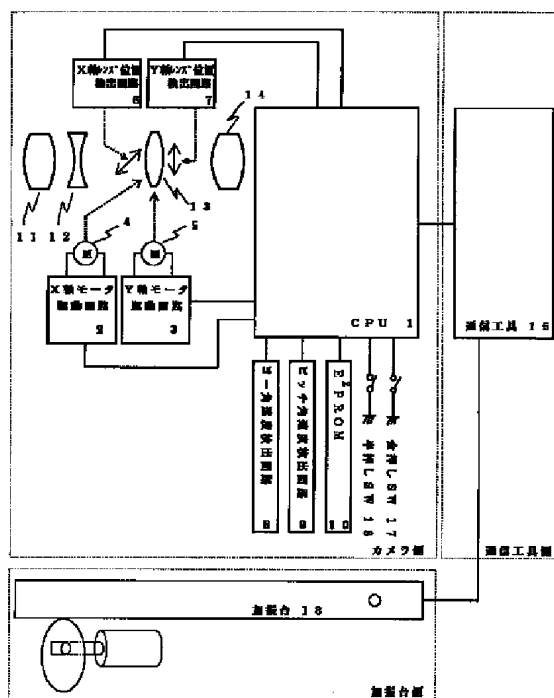 X軸レンズ位置
検出回路
6
Y軸レンズ位置
検出回路
7
14
11
12
13
4
5
X軸モータ
駆動回路
2
Y軸モータ
駆動回路
3
CPU 1
通信工具 15
ヨー角速度検出回路 8
ピッチ角速度検出回路 9
E²PROM 10
半押しSW 16
全押しSW 17
カメラ側
通信工具側
加振台 18
加振台側